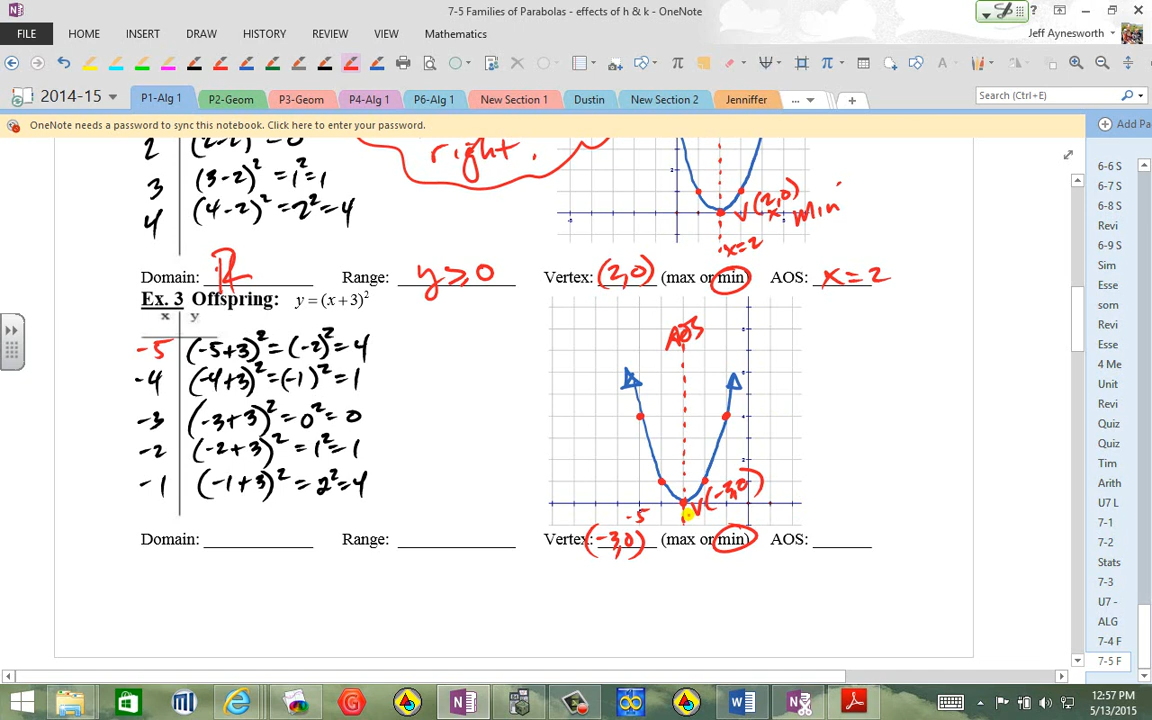 7-5 Families of Parabolas - effects of h & k - OneNote
FILE HOME INSERT DRAW HISTORY REVIEW VIEW Mathematics Jeff Aynesworth
2014-15 P1-Alg 1 P2-Geom P3-Geom P4-Alg 1 P6-Alg 1 New Section 1 Dustin New Section 2 Jenniffer ... Search (Ctrl+E)
OneNote needs a password to sync this notebook. Click here to enter your password.
Add Pa
2 (2-2)² = 0
right.
3 (3-2)² = 1² = 1
4 (4-2)² = 2² = 4
2
V(2,0)
Min
x=2
Domain: ℝ Range: y ≥ 0 Vertex: (2,0) (max or min) AOS: x = 2
Ex. 3 Offspring: y = (x + 3)²
x y
-5 (-5+3)² = (-2)² = 4
-4 (-4+3)² = (-1)² = 1
-3 (-3+3)² = 0² = 0
-2 (-2+3)² = 1² = 1
-1 (-1+3)² = 2² = 4
AOS
4
2
V(-3,0)
-5
Domain: Range: Vertex: (-3,0) (max or min) AOS:
6-6 S
6-7 S
6-8 S
Revi
6-9 S
Sim
Esse
som
Revi
Esse
4 Me
Unit
Revi
Quiz
Quiz
Tim
Arith
L U7
7-1
7-2
Stats
7-3
U7 -
ALG
7-4 F
7-5 F
12:57 PM
5/13/2015